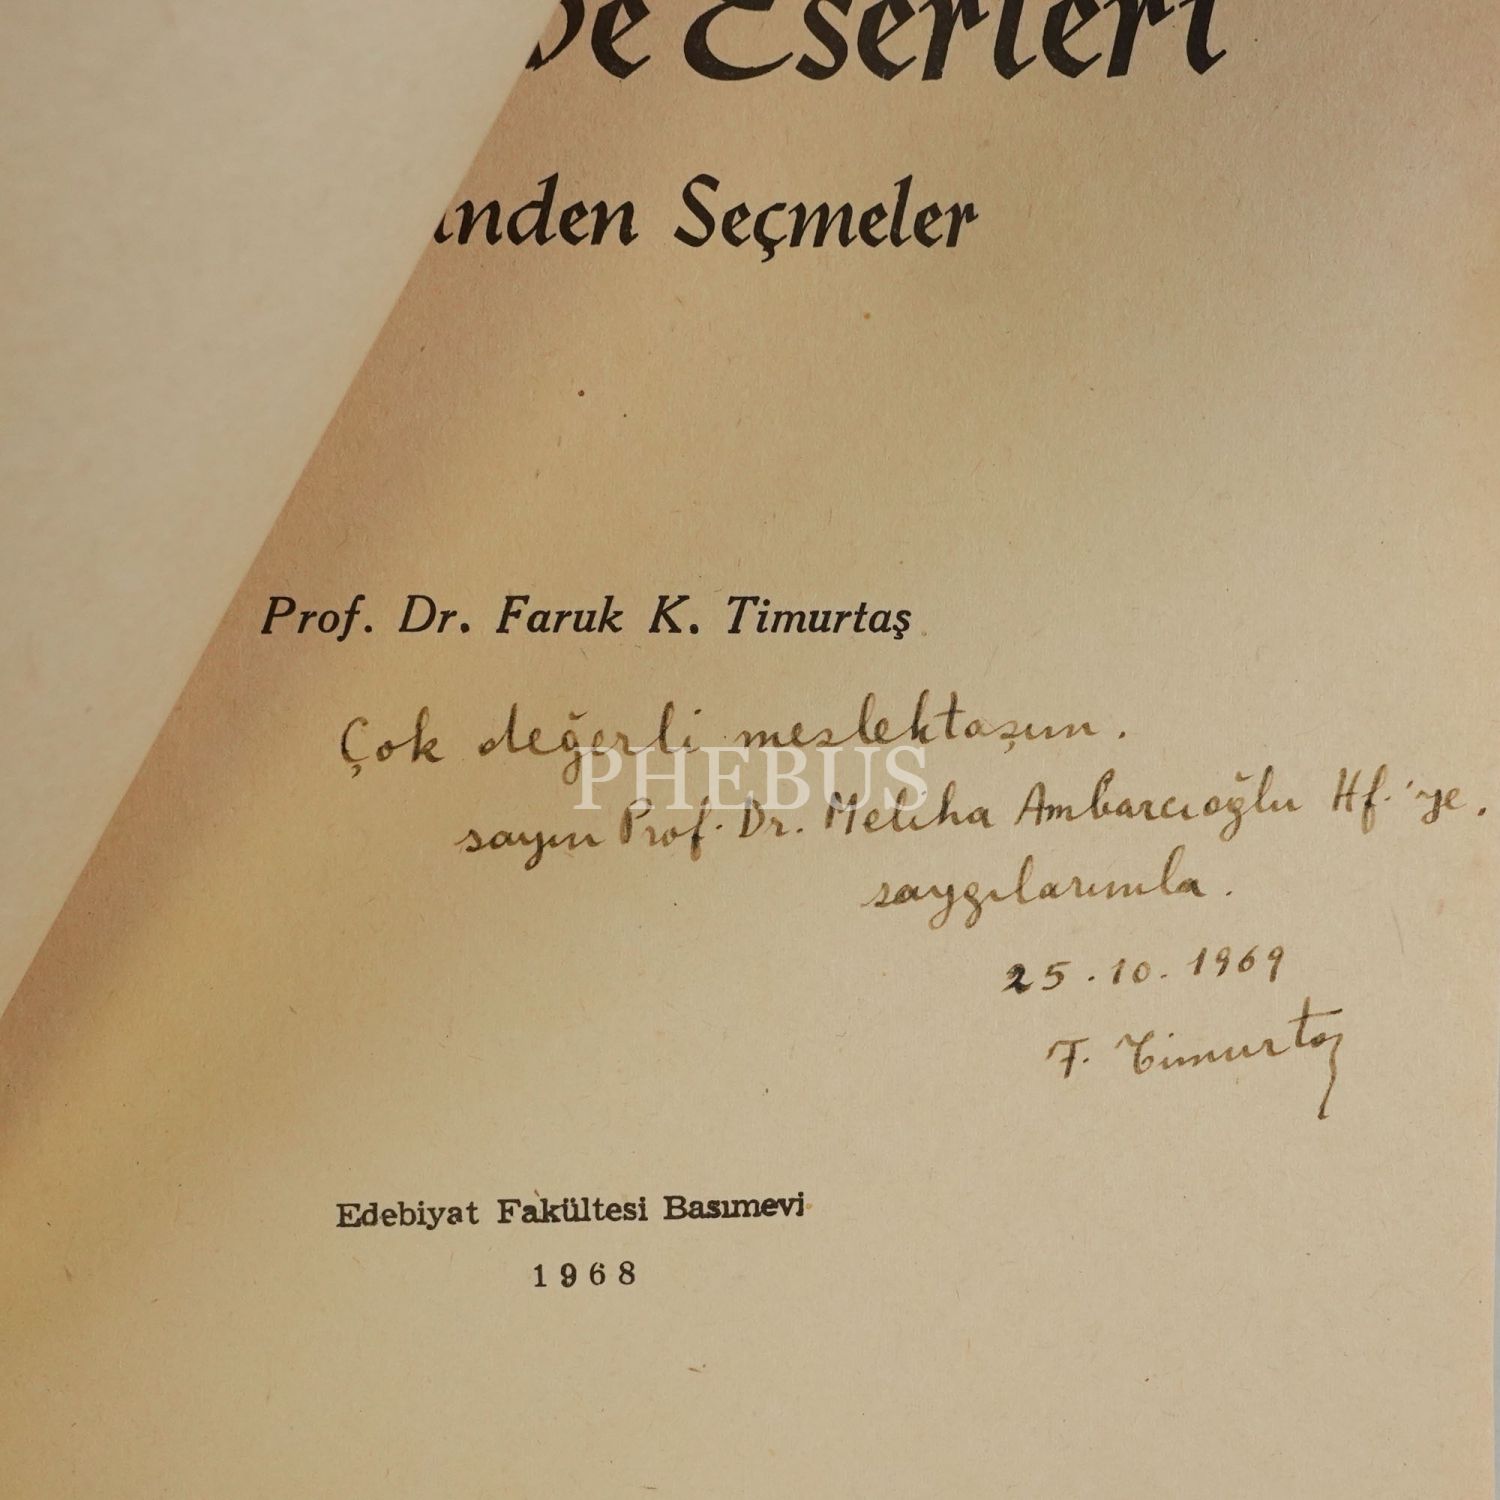 ve Eserleri
inden Seçmeler
Prof. Dr. Faruk K. Timurtaş
Çok değerli meslektaşım,
PHEBUS
sayın Prof. Dr. Meliha Ambarcıoğlu Hf.'ye,
saygılarımla.
25.10.1969
F. Timurtaş
Edebiyat Fakültesi Basımevi
1968